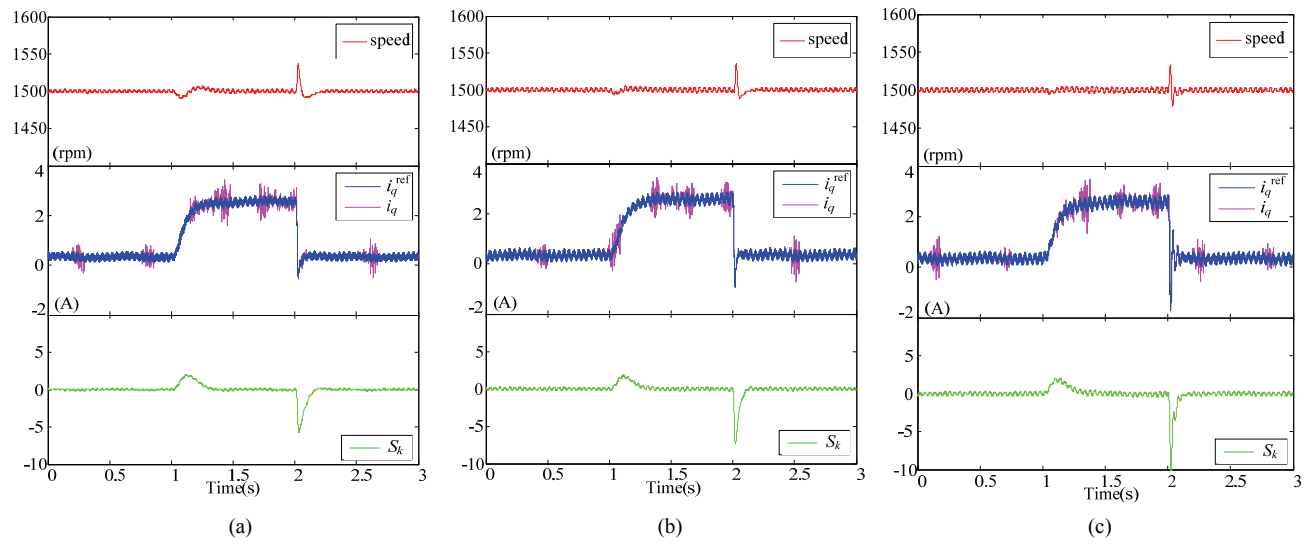 1600
1550
1500
1450
(rpm)
speed
4
2
0
-2
(A)
i_q^ref
i_q
5
0
-5
-10
S_k
0 0.5 1 1.5 2 2.5 3
Time(s)
(a)
1600
1550
1500
1450
(rpm)
speed
4
2
0
-2
(A)
i_q^ref
i_q
5
0
-5
-10
S_k
0 0.5 1 1.5 2 2.5 3
Time(s)
(b)
1600
1550
1500
1450
(rpm)
speed
4
2
0
-2
(A)
i_q^ref
i_q
5
0
-5
-10
S_k
0 0.5 1 1.5 2 2.5 3
Time(s)
(c)